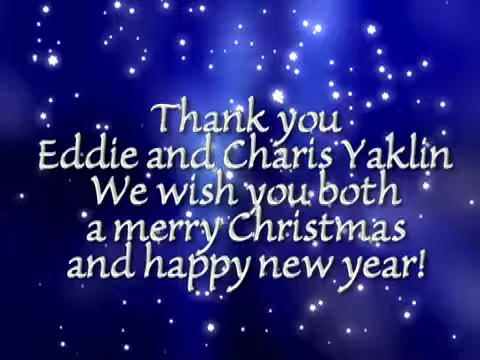 Thank you
Eddie and Charis Yaklin
We wish you both
a merry Christmas
and happy new year!